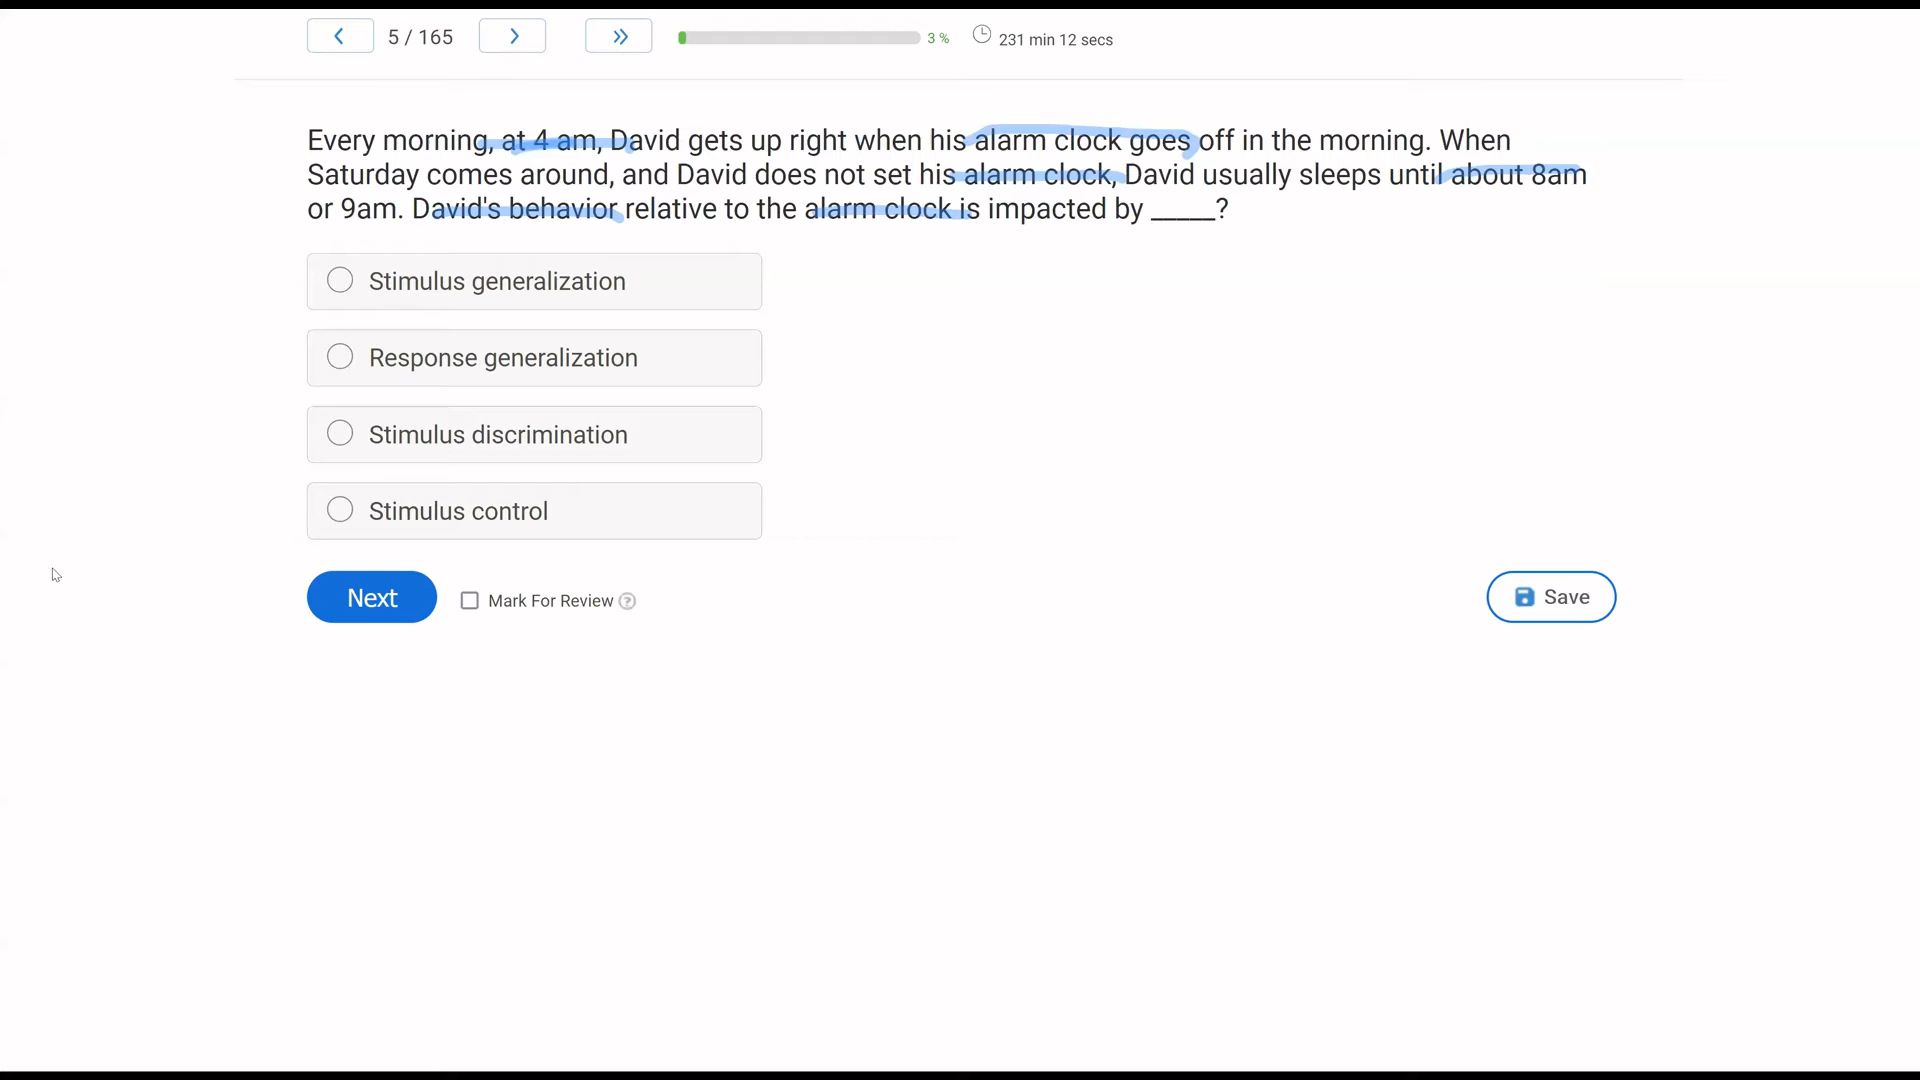 5 / 165
3 %
231 min 12 secs
Every morning, at 4 am, David gets up right when his alarm clock goes off in the morning. When
Saturday comes around, and David does not set his alarm clock, David usually sleeps until about 8am
or 9am. David's behavior relative to the alarm clock is impacted by _____?
Stimulus generalization
Response generalization
Stimulus discrimination
Stimulus control
Next
Mark For Review ?
Save